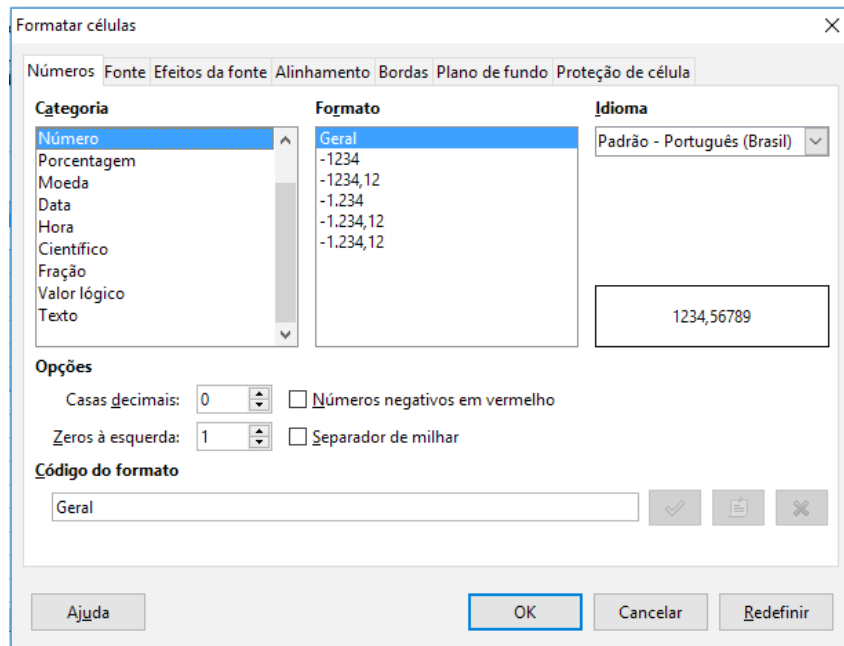 Formatar células
Números Fonte Efeitos da fonte Alinhamento Bordas Plano de fundo Proteção de célula
Categoria
Número
Porcentagem
Moeda
Data
Hora
Científico
Fração
Valor lógico
Texto
Formato
Geral
-1234
-1234,12
-1.234
-1.234,12
-1.234,12
Idioma
Padrão - Português (Brasil)
1234,56789
Opções
Casas decimais: 0 Números negativos em vermelho
Zeros à esquerda: 1 Separador de milhar
Código do formato
Geral
Ajuda OK Cancelar Redefinir